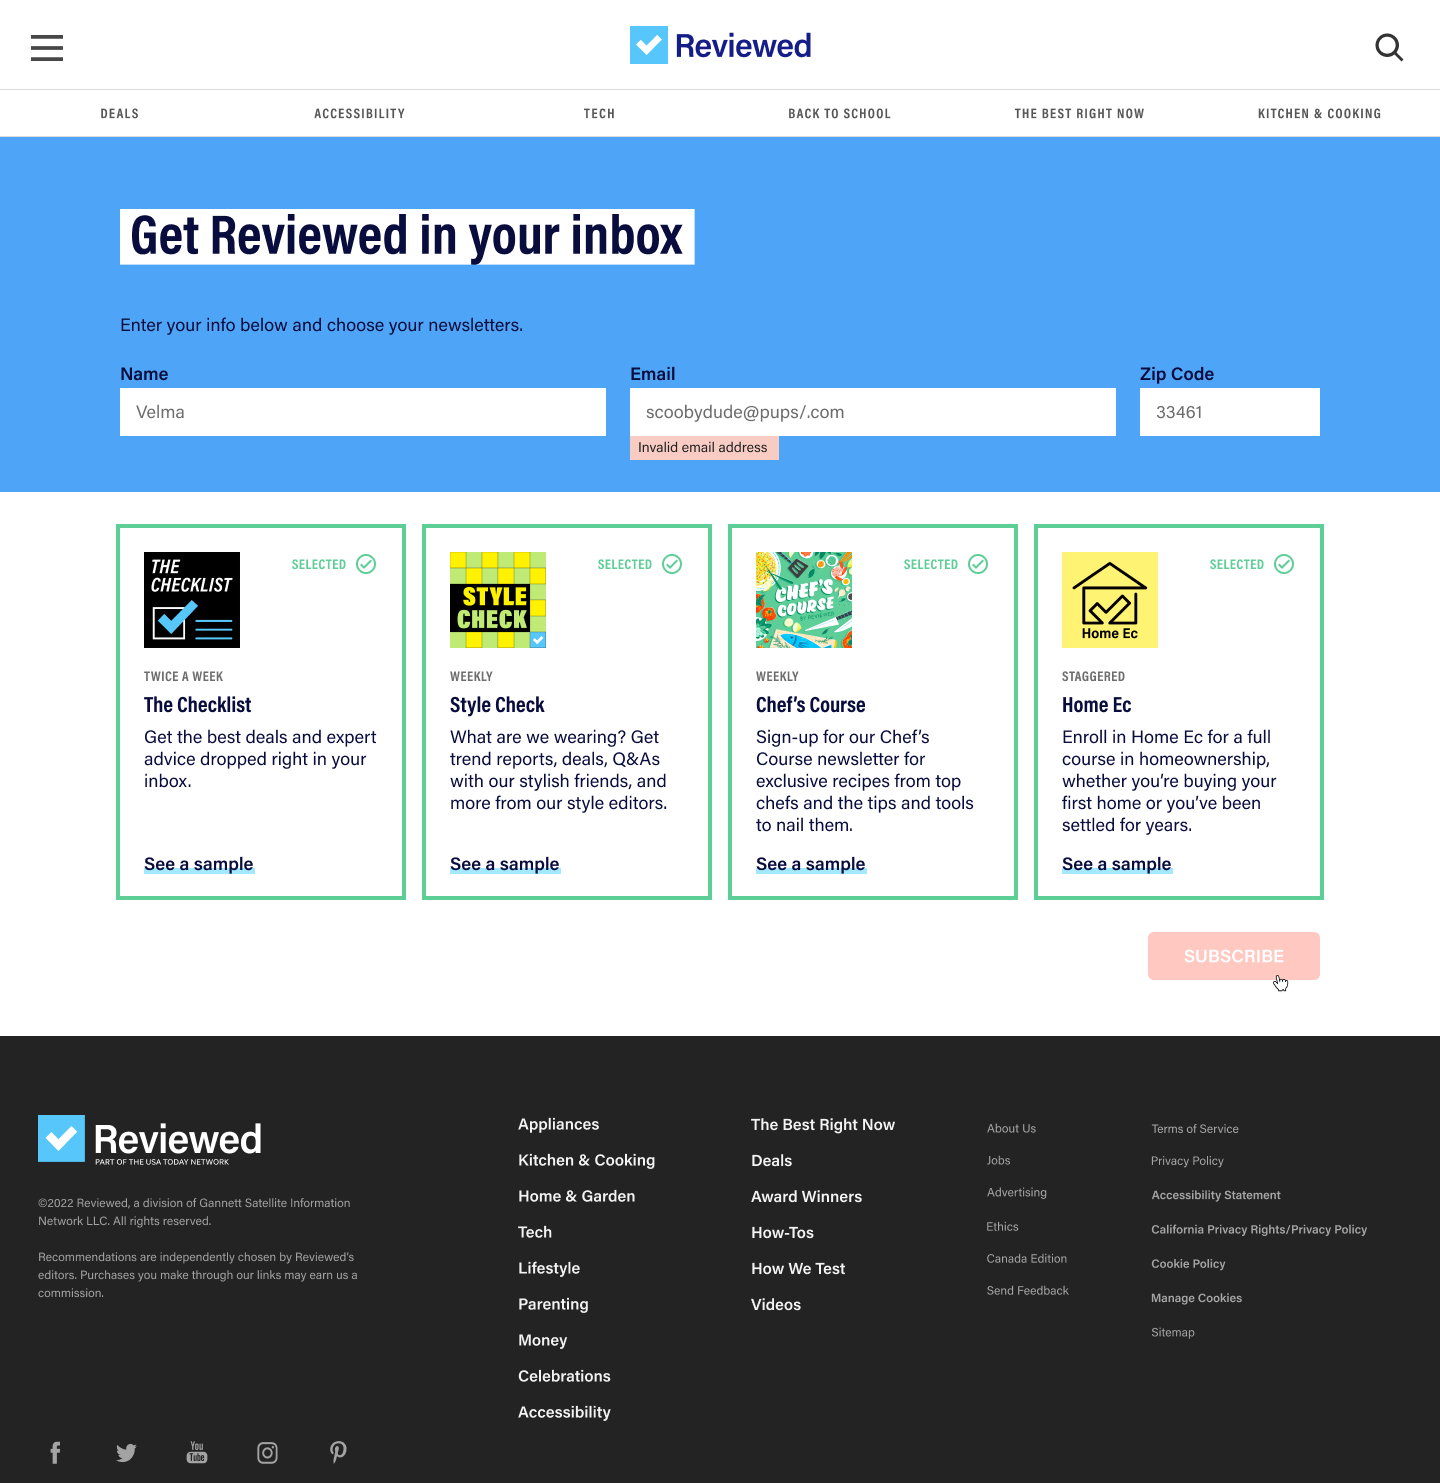 Reviewed
DEALS
ACCESSIBILITY
TECH
BACK TO SCHOOL
THE BEST RIGHT NOW
KITCHEN & COOKING
Get Reviewed in your inbox
Enter your info below and choose your newsletters.
Name
Email
Zip Code
Velma
scoobydude@pups/.com
33461
Invalid email address
THE
CHECKLIST
SELECTED
TWICE A WEEK
The Checklist
Get the best deals and expert
advice dropped right in your
inbox.
See a sample
STYLE
CHECK
SELECTED
WEEKLY
Style Check
What are we wearing? Get
trend reports, deals, Q&As
with our stylish friends, and
more from our style editors.
See a sample
CHEF'S
COURSE
BY REVIEWED
SELECTED
WEEKLY
Chef's Course
Sign-up for our Chef's
Course newsletter for
exclusive recipes from top
chefs and the tips and tools
to nail them.
See a sample
Home Ec
SELECTED
STAGGERED
Home Ec
Enroll in Home Ec for a full
course in homeownership,
whether you're buying your
first home or you've been
settled for years.
See a sample
SUBSCRIBE
Reviewed
PART OF THE USA TODAY NETWORK
©2022 Reviewed, a division of Gannett Satellite Information
Network LLC. All rights reserved.
Recommendations are independently chosen by Reviewed's
editors. Purchases you make through our links may earn us a
commission.
Appliances
Kitchen & Cooking
Home & Garden
Tech
Lifestyle
Parenting
Money
Celebrations
Accessibility
The Best Right Now
Deals
Award Winners
How-Tos
How We Test
Videos
About Us
Jobs
Advertising
Ethics
Canada Edition
Send Feedback
Terms of Service
Privacy Policy
Accessibility Statement
California Privacy Rights/Privacy Policy
Cookie Policy
Manage Cookies
Sitemap
You
Tube